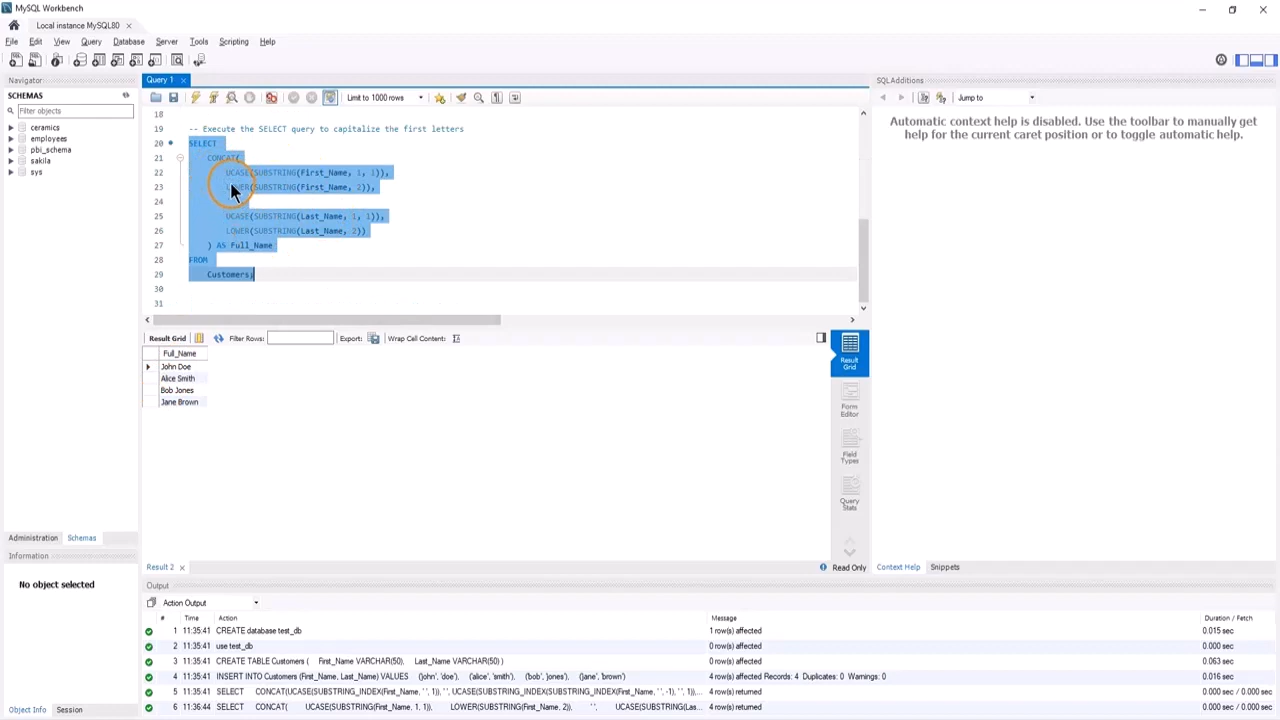 MySQL Workbench
Local instance MySQL80
File Edit View Query Database Server Tools Scripting Help
Navigator
SCHEMAS
Filter objects
ceramics
employees
pbi_schema
sakila
sys
Administration Schemas
Information
No object selected
Object Info Session
Query 1
Limit to 1000 rows
18
19 -- Execute the SELECT query to capitalize the first letters
20 SELECT
21 CONCAT(
22 UCASE(SUBSTRING(First_Name, 1, 1)),
23 LOWER(SUBSTRING(First_Name, 2)),
24
25 UCASE(SUBSTRING(Last_Name, 1, 1)),
26 LOWER(SUBSTRING(Last_Name, 2))
27 ) AS Full_Name
28 FROM
29 Customers;
30
31
Result Grid Filter Rows: Export: Wrap Cell Content:
Full_Name
John Doe
Alice Smith
Bob Jones
Jane Brown
Result Grid
Form Editor
Field Types
Query Stats
Result 2
Read Only
SQLAdditions
Jump to
Automatic context help is disabled. Use the toolbar to manually get
help for the current caret position or to toggle automatic help.
Context Help Snippets
Output
Action Output
# Time Action Message Duration / Fetch
1 11:35:41 CREATE database test_db 1 row(s) affected 0.015 sec
2 11:35:41 use test_db 0 row(s) affected 0.000 sec
3 11:35:41 CREATE TABLE Customers ( First_Name VARCHAR(50), Last_Name VARCHAR(50) ) 0 row(s) affected 0.063 sec
4 11:35:41 INSERT INTO Customers (First_Name, Last_Name) VALUES ('john', 'doe'), ('alice', 'smith'), ('bob', 'jones'), ('jane', 'brown') 4 row(s) affected Records: 4 Duplicates: 0 Warnings: 0 0.016 sec
5 11:35:41 SELECT CONCAT(UCASE(SUBSTRING_INDEX(First_Name, ' ', 1)), ' ', UCASE(SUBSTRING_INDEX(SUBSTRING_INDEX(First_Name, ' ', -1), ' ', 1)),... 4 row(s) returned 0.000 sec / 0.000 sec
6 11:36:44 SELECT CONCAT( UCASE(SUBSTRING(First_Name, 1, 1)), LOWER(SUBSTRING(First_Name, 2)), ' ', UCASE(SUBSTRING(Las... 4 row(s) returned 0.000 sec / 0.000 sec